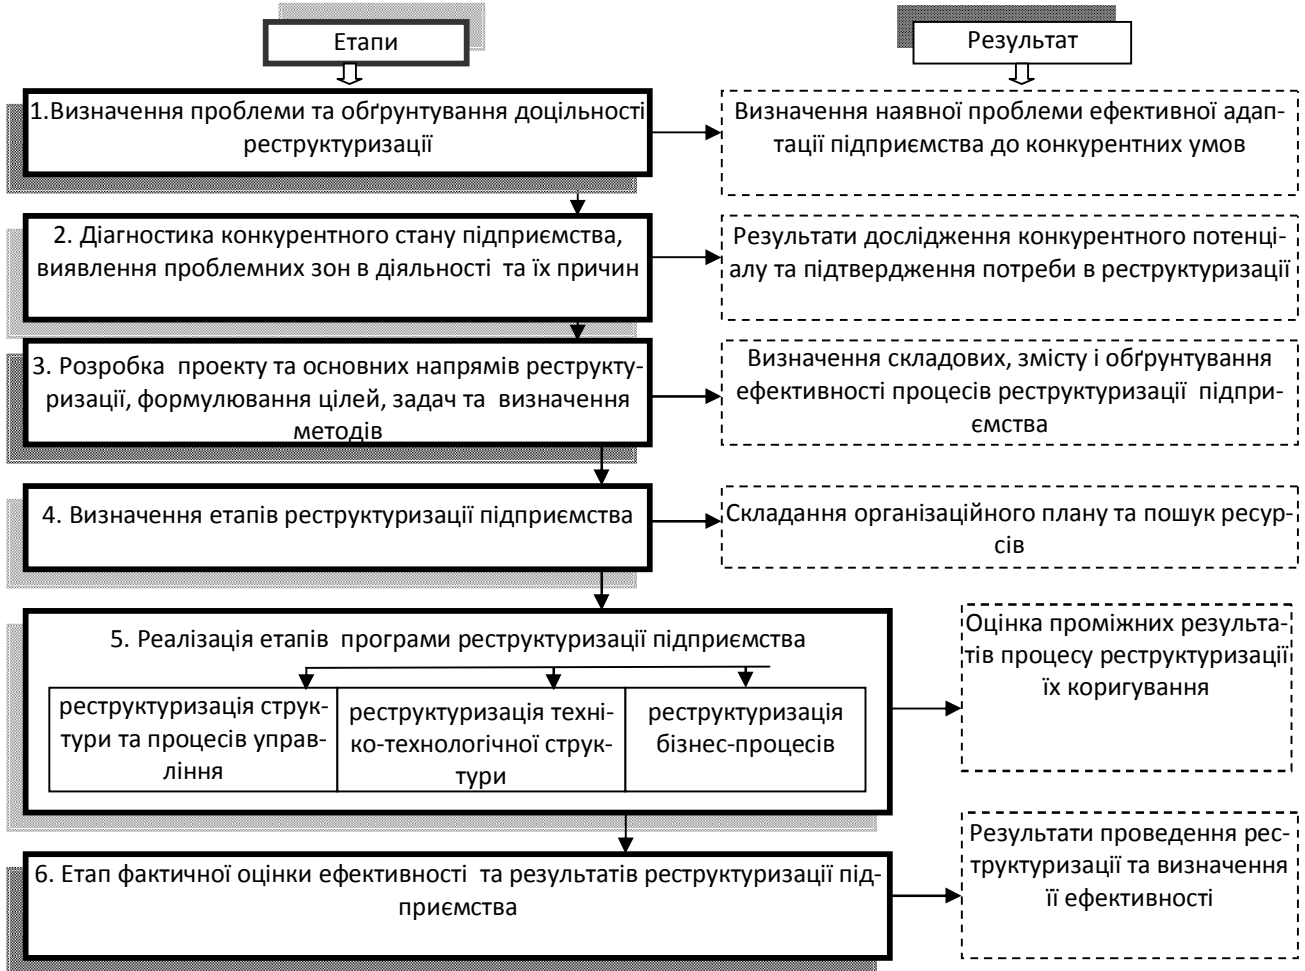 Етапи
Результат
1.Визначення проблеми та обґрунтування доцільності
реструктуризації
Визначення наявної проблеми ефективної адап-
тації підприємства до конкурентних умов
2. Діагностика конкурентного стану підприємства,
виявлення проблемних зон в діяльності та їх причин
Результати дослідження конкурентного потенці-
алу та підтвердження потреби в реструктуризації
3. Розробка проекту та основних напрямів реструкту-
ризації, формулювання цілей, задач та визначення
методів
Визначення складових, змісту і обґрунтування
ефективності процесів реструктуризації підпри-
ємства
4. Визначення етапів реструктуризації підприємства
Складання організаційного плану та пошук ресур-
сів
5. Реалізація етапів програми реструктуризації підприємства
реструктуризація струк-
тури та процесів управ-
ління
реструктуризація техні-
ко-технологічної струк-
тури
реструктуризація
бізнес-процесів
Оцінка проміжних результа-
тів процесу реструктуризації
їх коригування
6. Етап фактичної оцінки ефективності та результатів реструктуризації під-
приємства
Результати проведення рес-
труктуризації та визначення
її ефективності